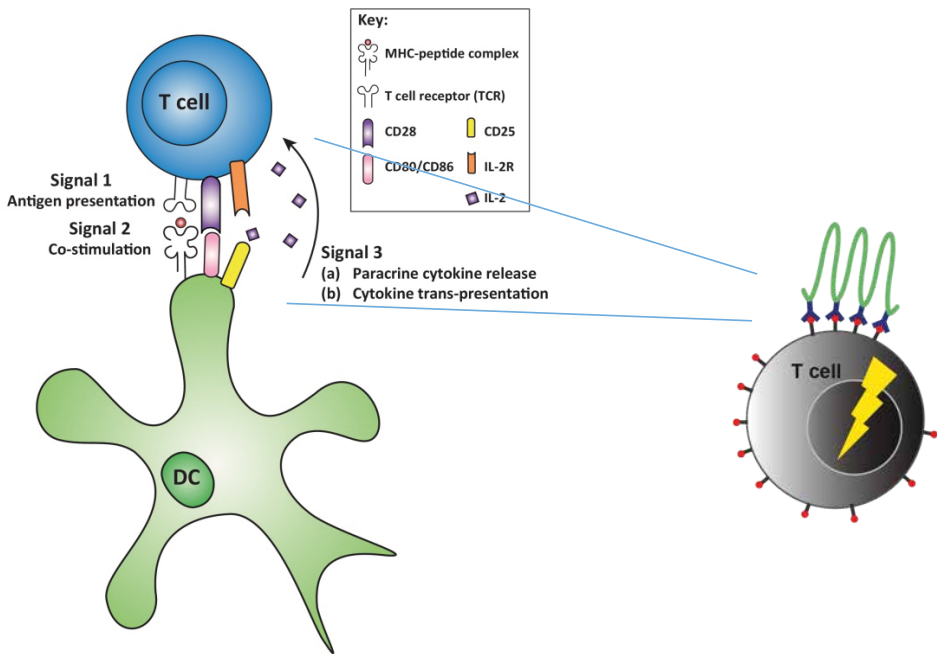 Key:
MHC-peptide complex
T cell receptor (TCR)
CD28
CD25
CD80/CD86
IL-2R
IL-2
T cell
Signal 1
Antigen presentation
Signal 2
Co-stimulation
Signal 3
(a) Paracrine cytokine release
(b) Cytokine trans-presentation
DC
T cell